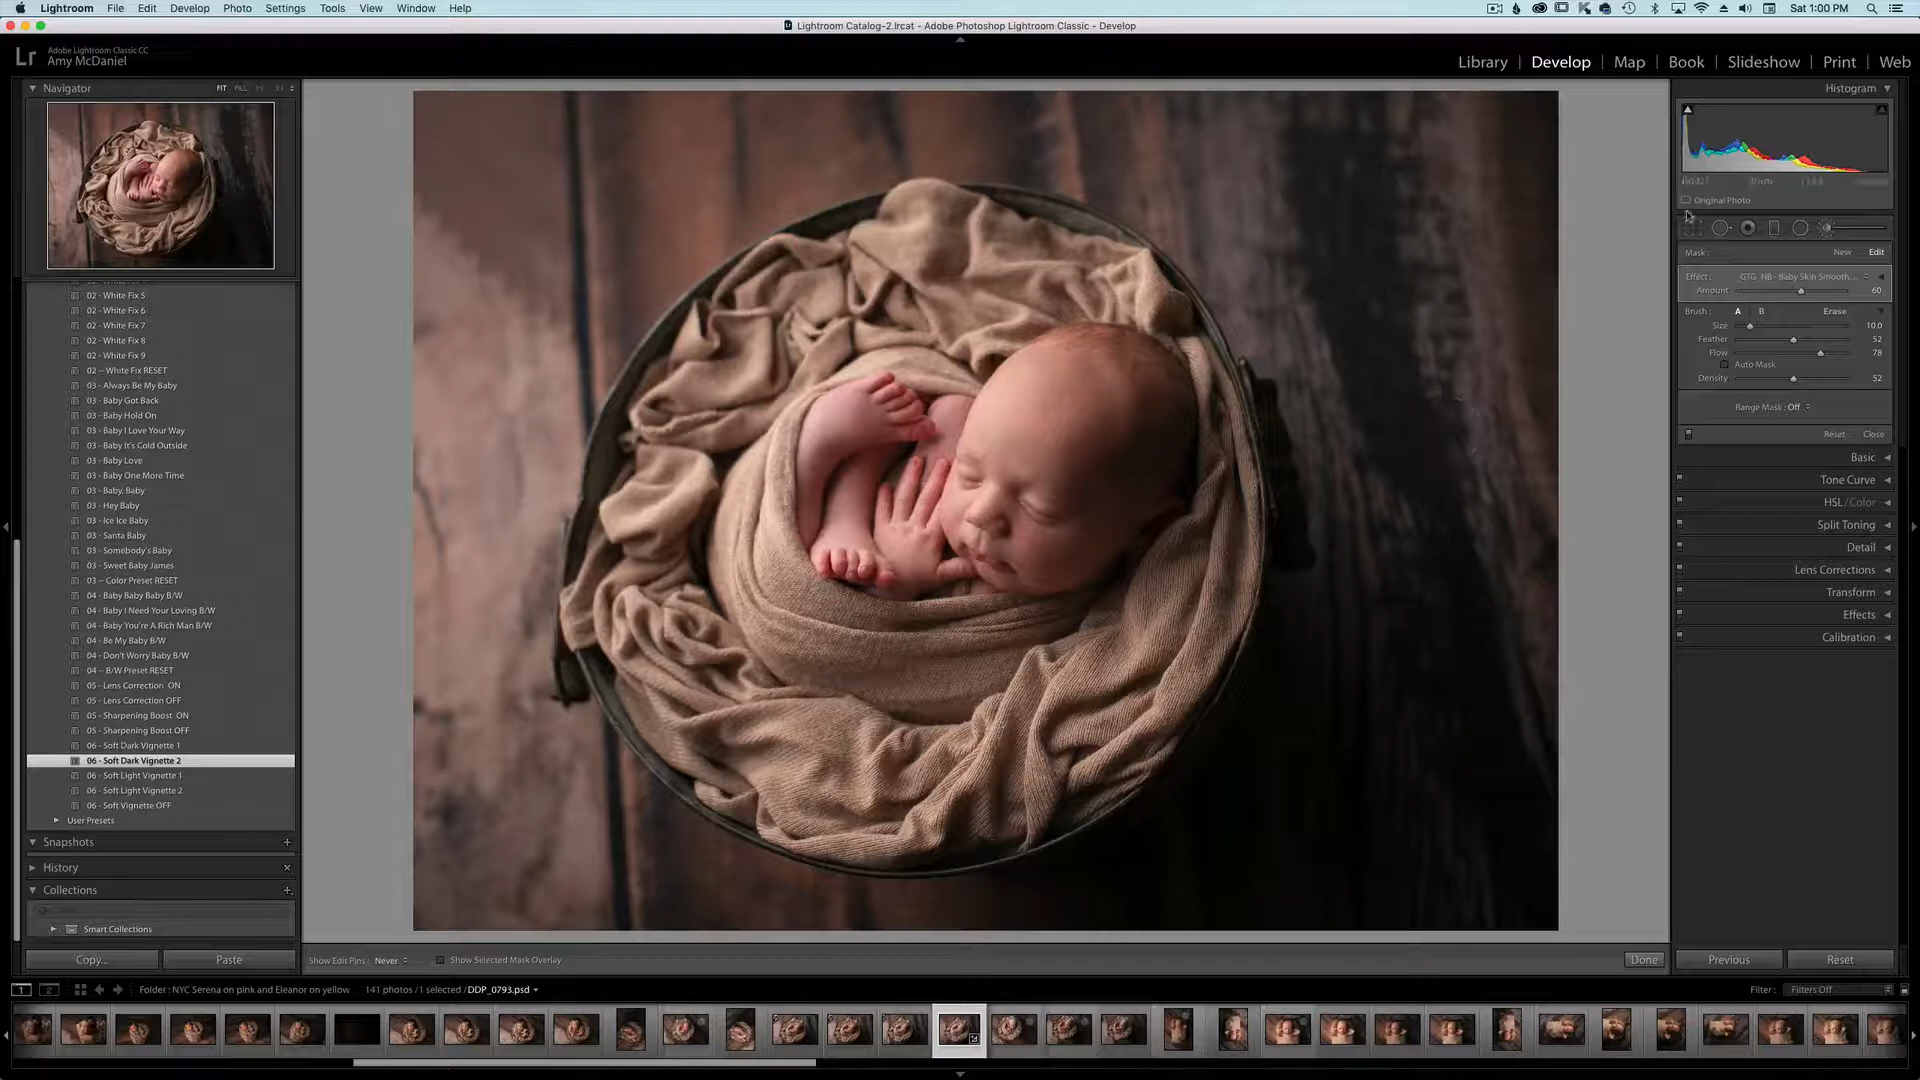 Lightroom File Edit Develop Photo Settings Tools View Window Help Sat 1:00 PM
Lightroom Catalog-2.lrcat - Adobe Photoshop Lightroom Classic - Develop
Lr Adobe Lightroom Classic CC
Amy McDaniel
Library | Develop | Map | Book | Slideshow | Print | Web
Navigator FIT FILL 1:1
Histogram
Original Photo
Mask : New Edit
Effect : GTG NB - Baby Skin Smooth...
Amount 60
Brush : A B Erase
Size 10.0
Feather 52
Flow 78
Auto Mask
Density 52
Range Mask : Off
Reset Close
Basic
Tone Curve
HSL / Color
Split Toning
Detail
Lens Corrections
Transform
Effects
Calibration
02 - White Fix 5
02 - White Fix 6
02 - White Fix 7
02 - White Fix 8
02 - White Fix 9
02 -- White Fix RESET
03 - Always Be My Baby
03 - Baby Got Back
03 - Baby Hold On
03 - Baby I Love Your Way
03 - Baby It's Cold Outside
03 - Baby Love
03 - Baby One More Time
03 - Baby, Baby
03 - Hey Baby
03 - Ice Ice Baby
03 - Santa Baby
03 - Somebody's Baby
03 - Sweet Baby James
03 -- Color Preset RESET
04 - Baby Baby Baby B/W
04 - Baby I Need Your Loving B/W
04 - Baby You're A Rich Man B/W
04 - Be My Baby B/W
04 - Don't Worry Baby B/W
04 -- B/W Preset RESET
05 - Lens Correction ON
05 - Lens Correction OFF
05 - Sharpening Boost ON
05 - Sharpening Boost OFF
06 - Soft Dark Vignette 1
06 - Soft Dark Vignette 2
06 - Soft Light Vignette 1
06 - Soft Light Vignette 2
06 - Soft Vignette OFF
User Presets
Snapshots +
History ×
Collections +
Smart Collections
Copy... Paste
Show Edit Pins : Never Show Selected Mask Overlay Done
Previous Reset
1 2 Folder : NYC Serena on pink and Eleanor on yellow 141 photos / 1 selected / DDP_0793.psd
Filter : Filters Off